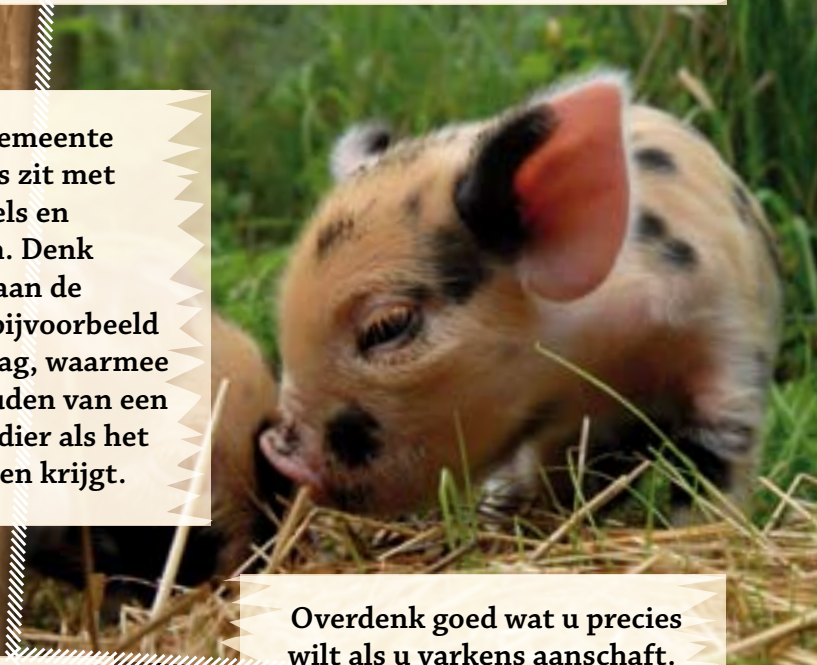 emeente
s zit met
els en
n. Denk
aan de
bijvoorbeeld
ag, waarmee
uden van een
dier als het
en krijgt.
Overdenk goed wat u precies
wilt als u varkens aanschaft.